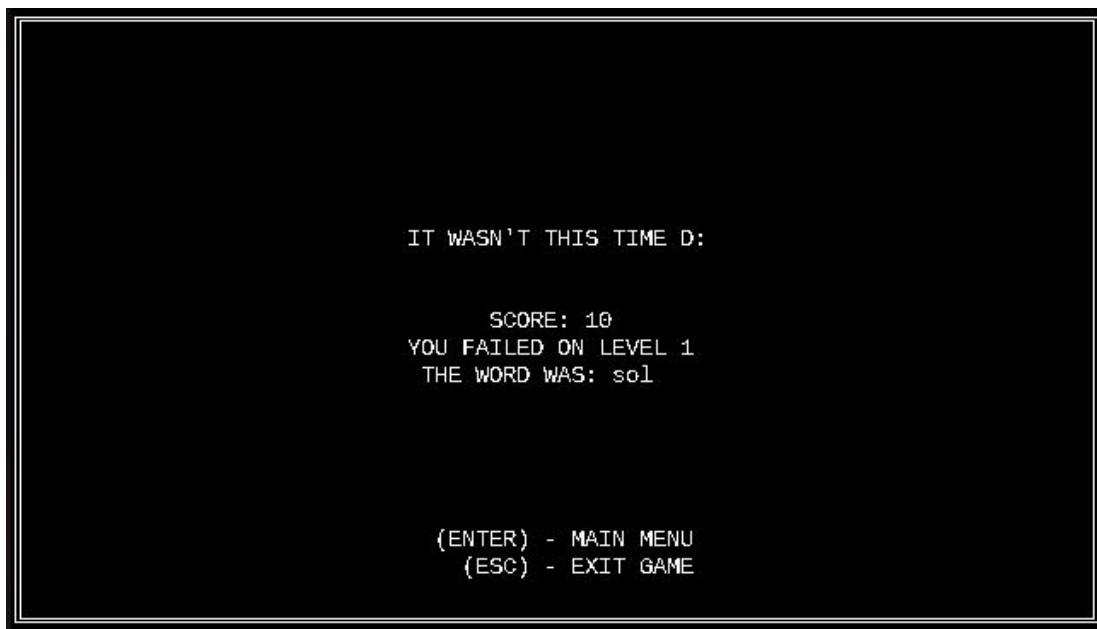 IT WASN'T THIS TIME D:
SCORE: 10
YOU FAILED ON LEVEL 1
THE WORD WAS: sol
(ENTER) - MAIN MENU
(ESC) - EXIT GAME